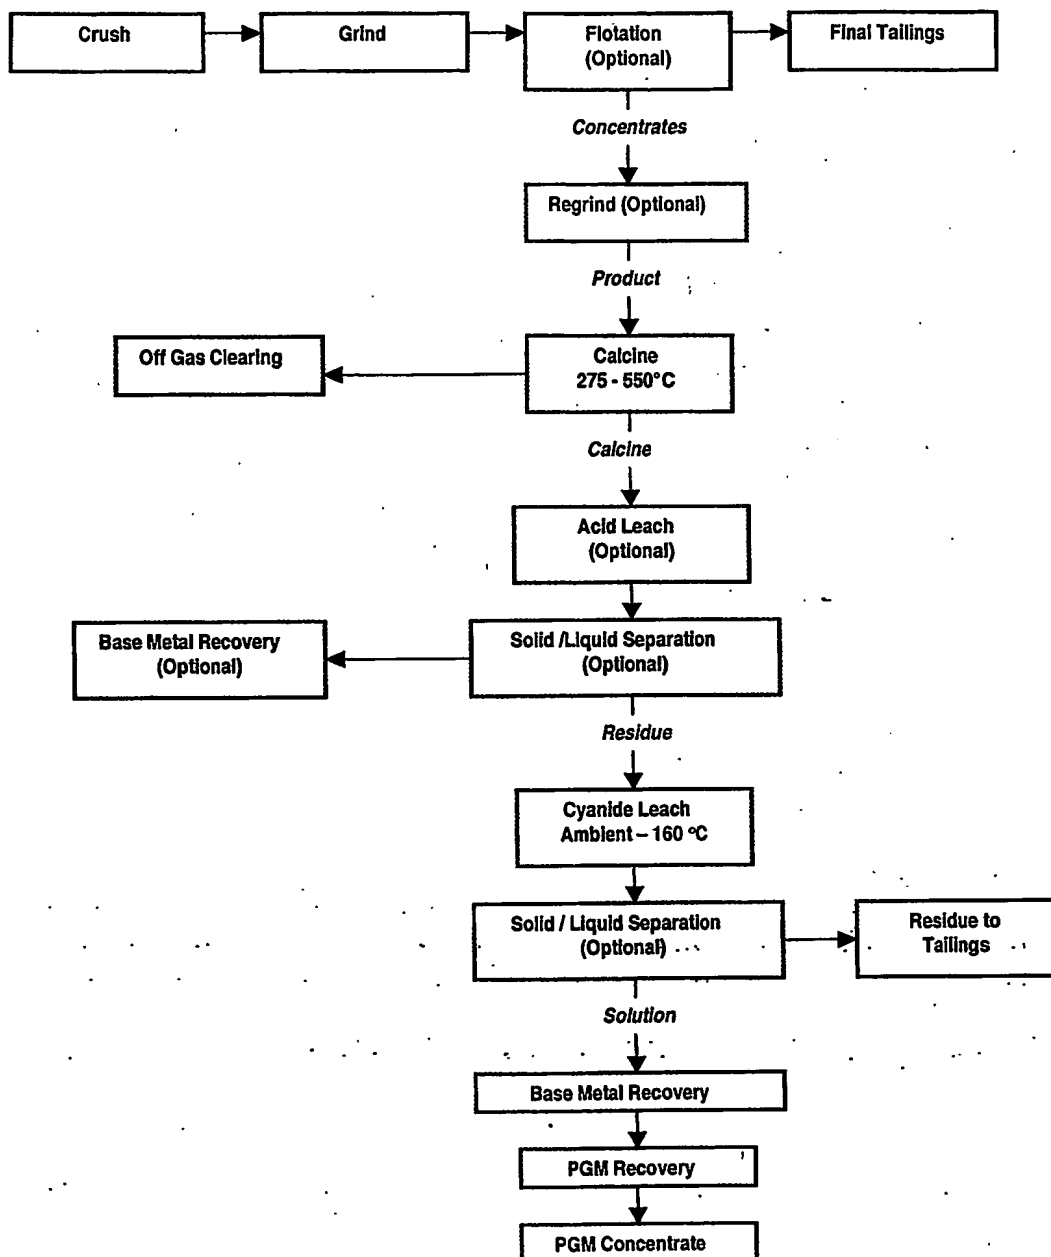 Crush
Grind
Flotation
(Optional)
Final Tailings
Concentrates
Regrind (Optional)
Product
Off Gas Clearing
Calcine
275 - 550°C
Calcine
Acid Leach
(Optional)
Base Metal Recovery
(Optional)
Solid /Liquid Separation
(Optional)
Residue
Cyanide Leach
Ambient – 160 °C
Solid / Liquid Separation
(Optional)
Residue to
Tailings
Solution
Base Metal Recovery
PGM Recovery
PGM Concentrate